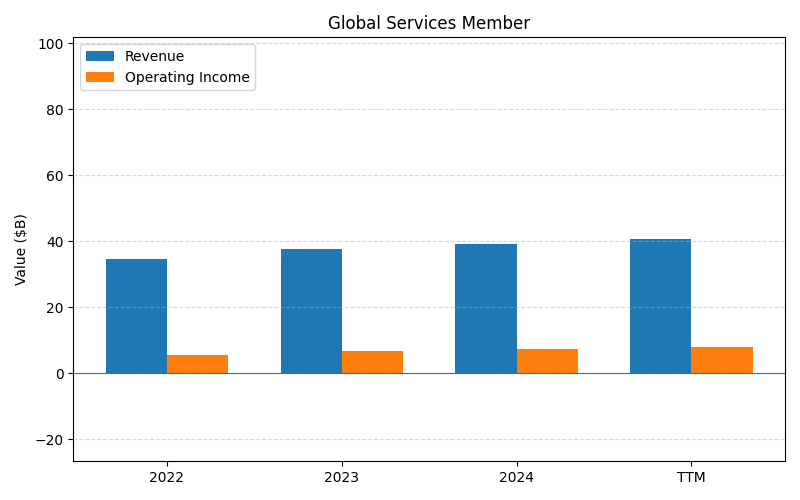 Global Services Member
Revenue
Operating Income
Value ($B)
100
80
60
40
20
0
−20
2022 2023 2024 TTM